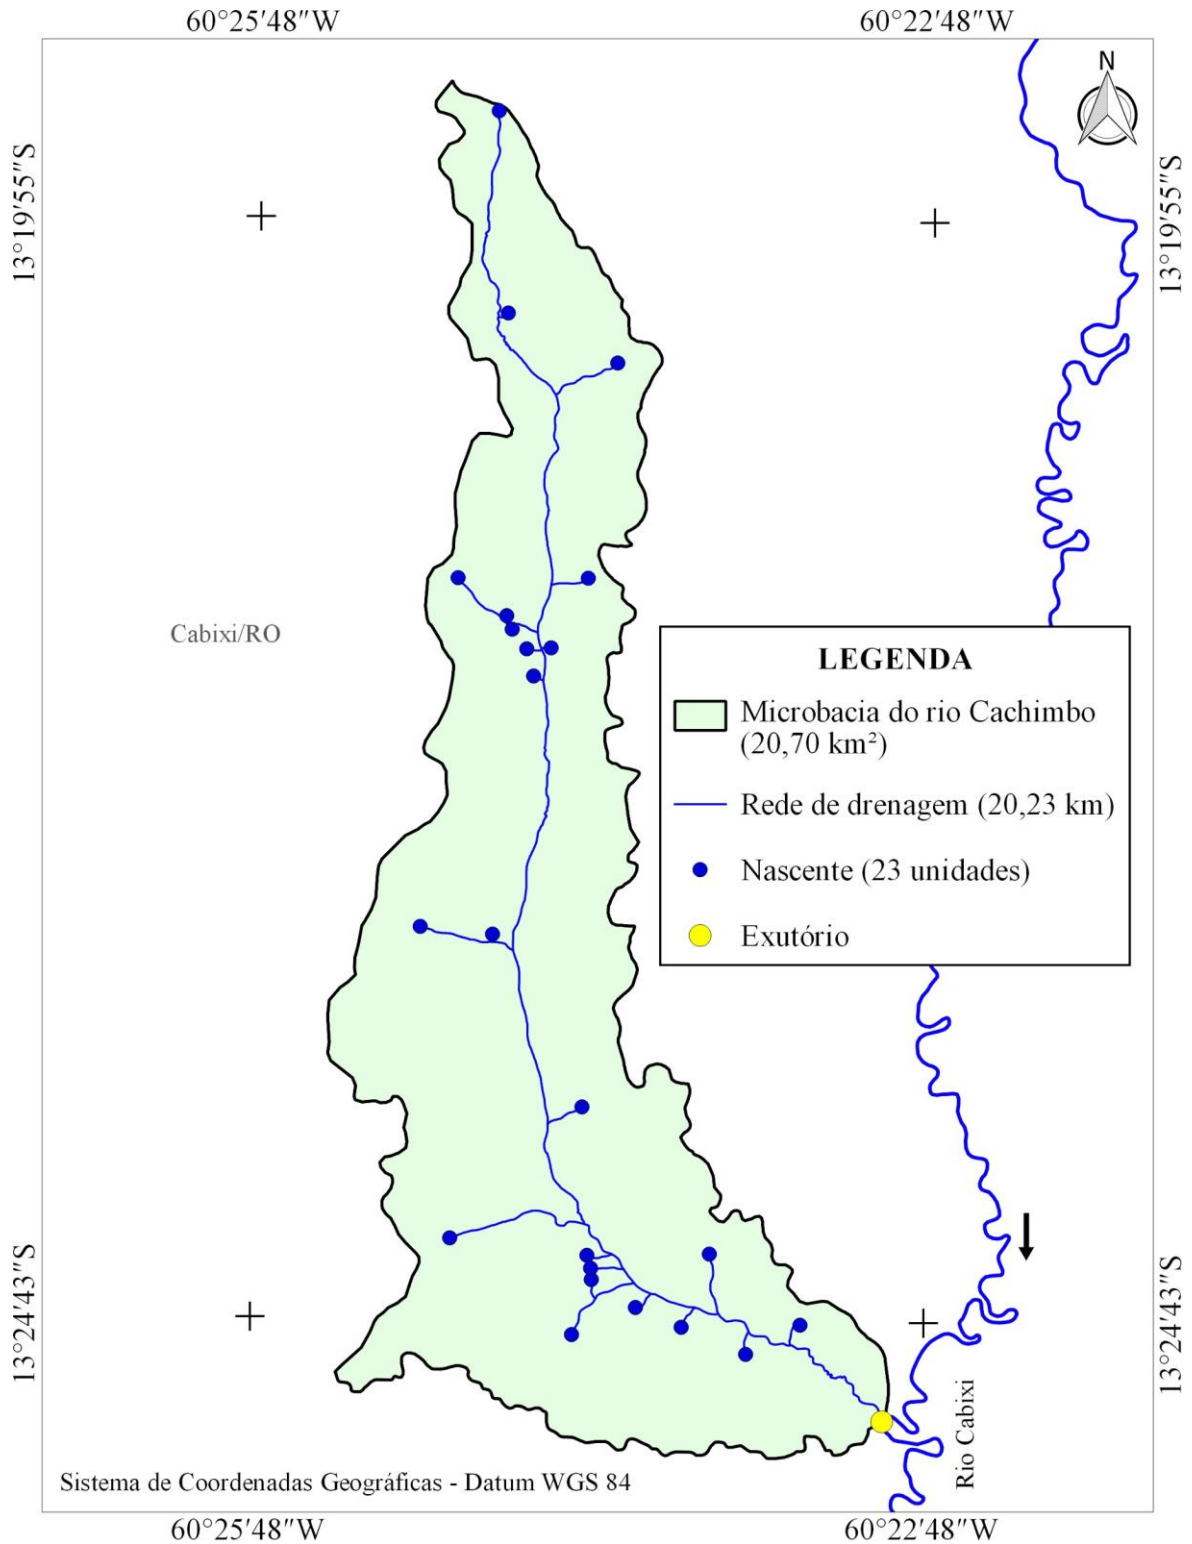 60°25′48″W
60°22′48″W
N
13°19′55″S
13°19′55″S
Cabixi/RO
LEGENDA
Microbacia do rio Cachimbo
(20,70 km²)
Rede de drenagem (20,23 km)
Nascente (23 unidades)
Exutório
13°24′43″S
13°24′43″S
Rio Cabixi
Sistema de Coordenadas Geográficas - Datum WGS 84
60°25′48″W
60°22′48″W